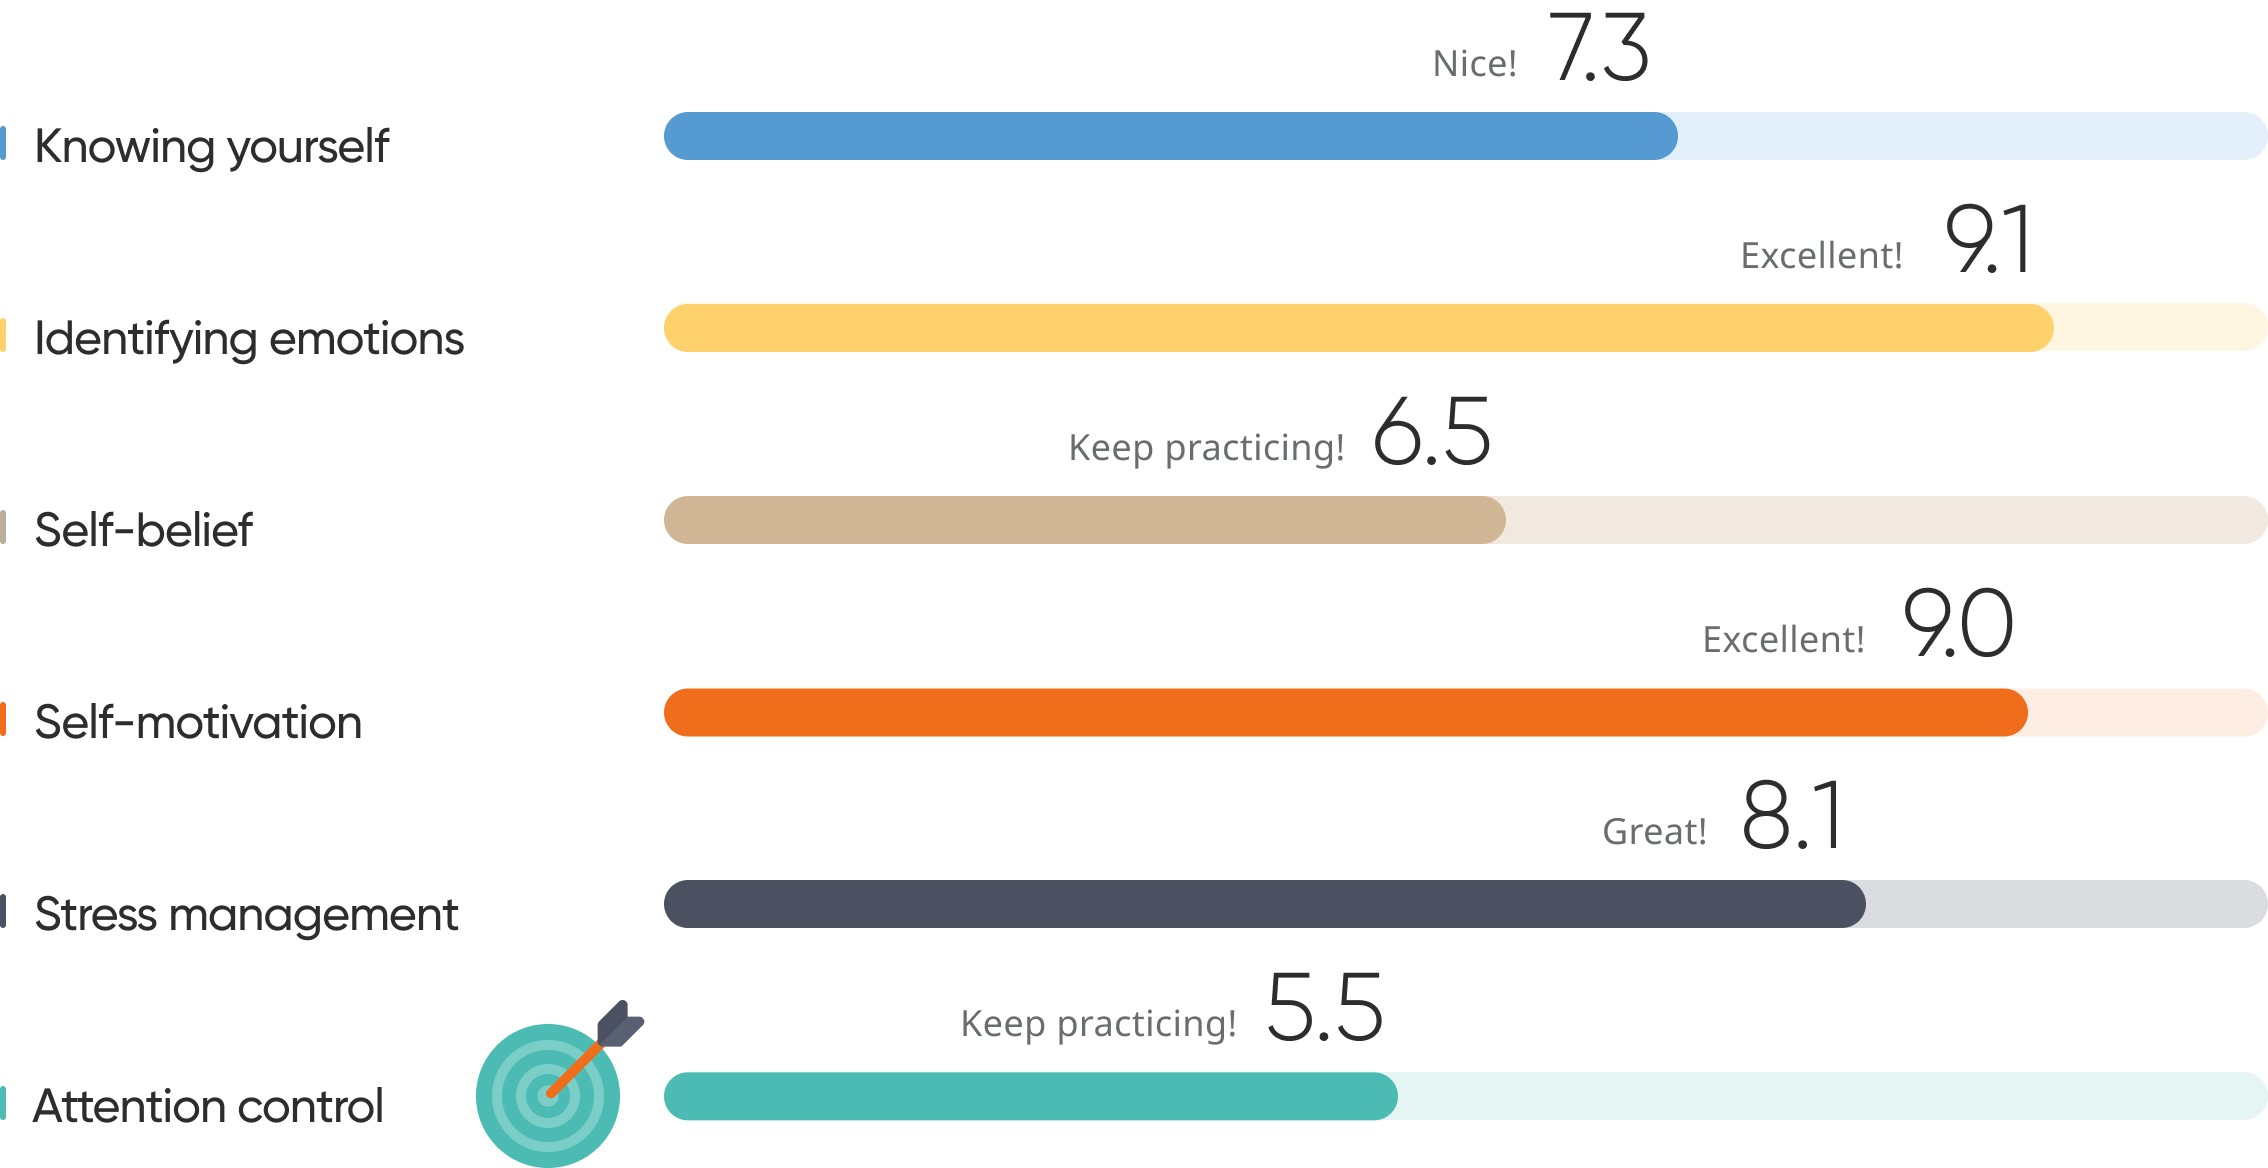 Nice! 7.3
Knowing yourself
Excellent! 9.1
Identifying emotions
Keep practicing! 6.5
Self-belief
Excellent! 9.0
Self-motivation
Great! 8.1
Stress management
Keep practicing! 5.5
Attention control